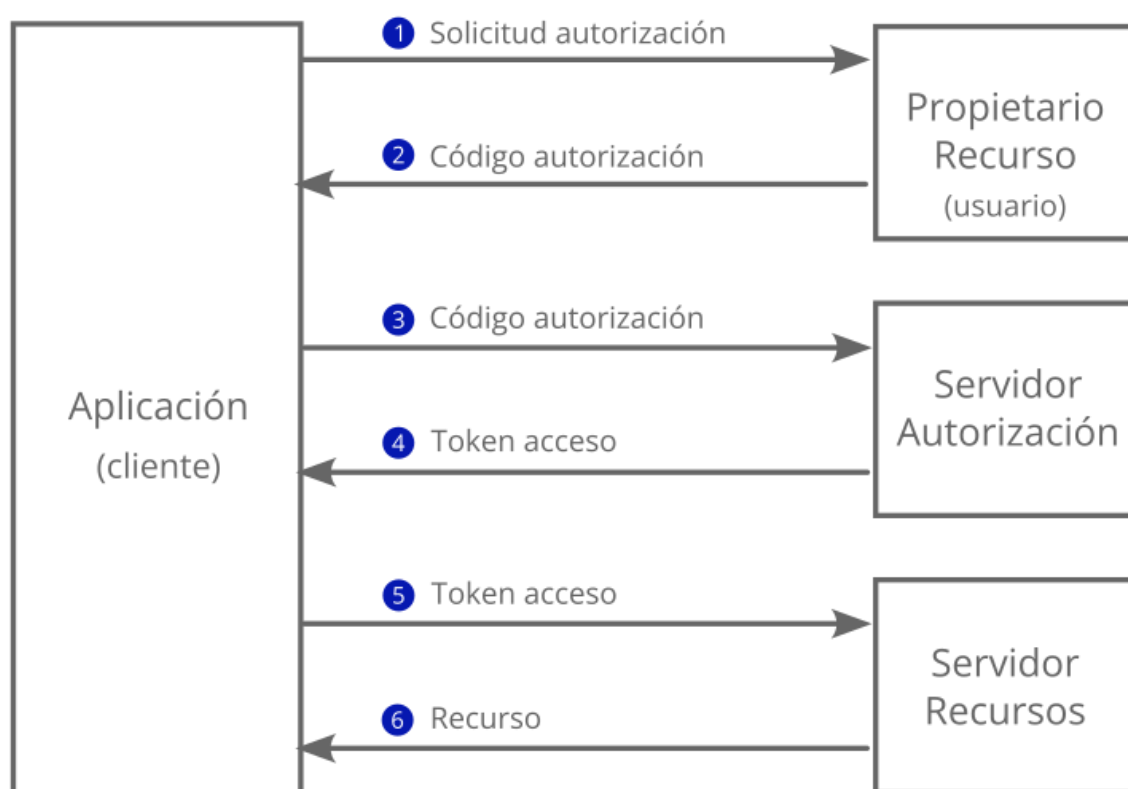 1 Solicitud autorización
Propietario
Recurso
(usuario)
2 Código autorización
3 Código autorización
Servidor
Autorización
Aplicación
(cliente)
4 Token acceso
5 Token acceso
Servidor
Recursos
6 Recurso